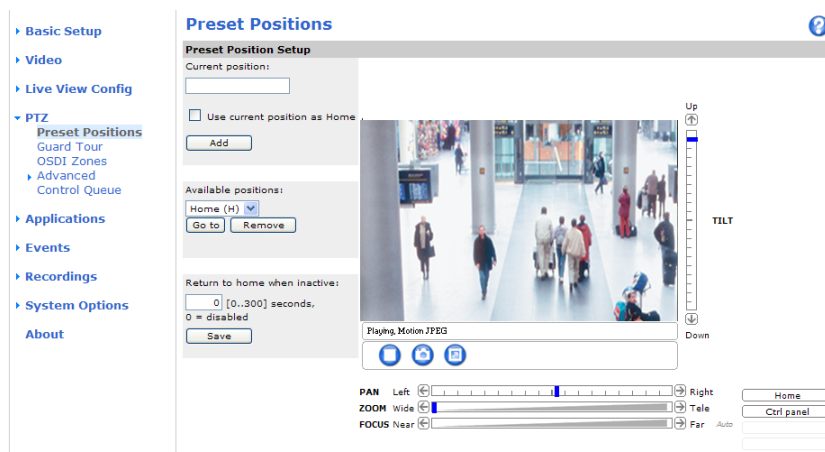 Basic Setup
Video
Live View Config
PTZ
Preset Positions
Guard Tour
OSDI Zones
Advanced
Control Queue
Applications
Events
Recordings
System Options
About
Preset Positions
?
Preset Position Setup
Current position:
Use current position as Home .
Add
Available positions:
Home (H)
Go to Remove
Return to home when inactive:
0 [0..300] seconds,
0 = disabled
Save
Up
TILT
Down
Playing, Motion JPEG
PAN Left Right
ZOOM Wide Tele
FOCUS Near Far Auto
Home
Ctrl panel